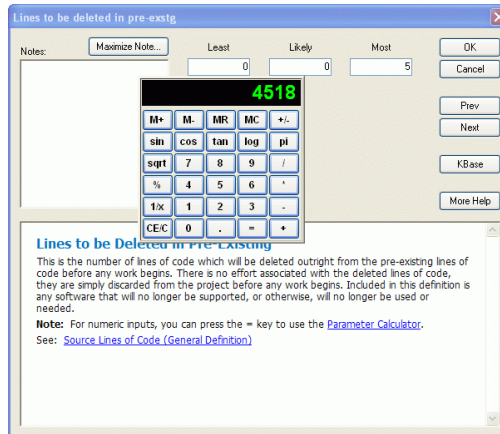 Lines to be deleted in pre-exstg
Notes:
Maximize Note...
Least
Likely
Most
OK
0
0
5
Cancel
4518
Prev
M+ M- MR MC +/-
Next
sin cos tan log pi
sqrt 7 8 9 /
KBase
% 4 5 6 *
1/x 1 2 3 -
More Help
CE/C 0 . = +
Lines to be Deleted in Pre-Existing
This is the number of lines of code which will be deleted outright from the pre-existing lines of
code before any work begins. There is no effort associated with the deleted lines of code,
they are simply discarded from the project before any work begins. Included in this definition is
any software that will no longer be supported, or otherwise, will no longer be used or
needed.
Note: For numeric inputs, you can press the = key to use the Parameter Calculator.
See: Source Lines of Code (General Definition)